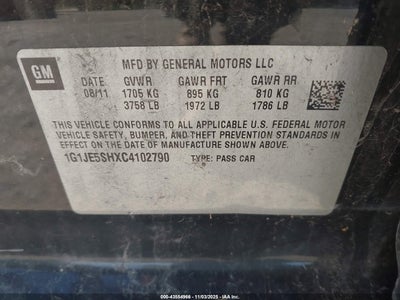 GM
MFD BY GENERAL MOTORS LLC
DATE GVWR GAWR FRT GAWR RR
08/11 1705 KG 895 KG 810 KG
3758 LB 1972 LB 1786 LB
THIS VEHICLE CONFORMS TO ALL APPLICABLE U.S. FEDERAL MOTOR
VEHICLE SAFETY, BUMPER, AND THEFT PREVENTION STANDARDS IN
EFFECT ON THE DATE OF MANUFACTURE SHOWN ABOVE.
1G1JE5SHXC4102790 TYPE: PASS CAR
000-43554966 - 11/03/2025 - IAA Inc.